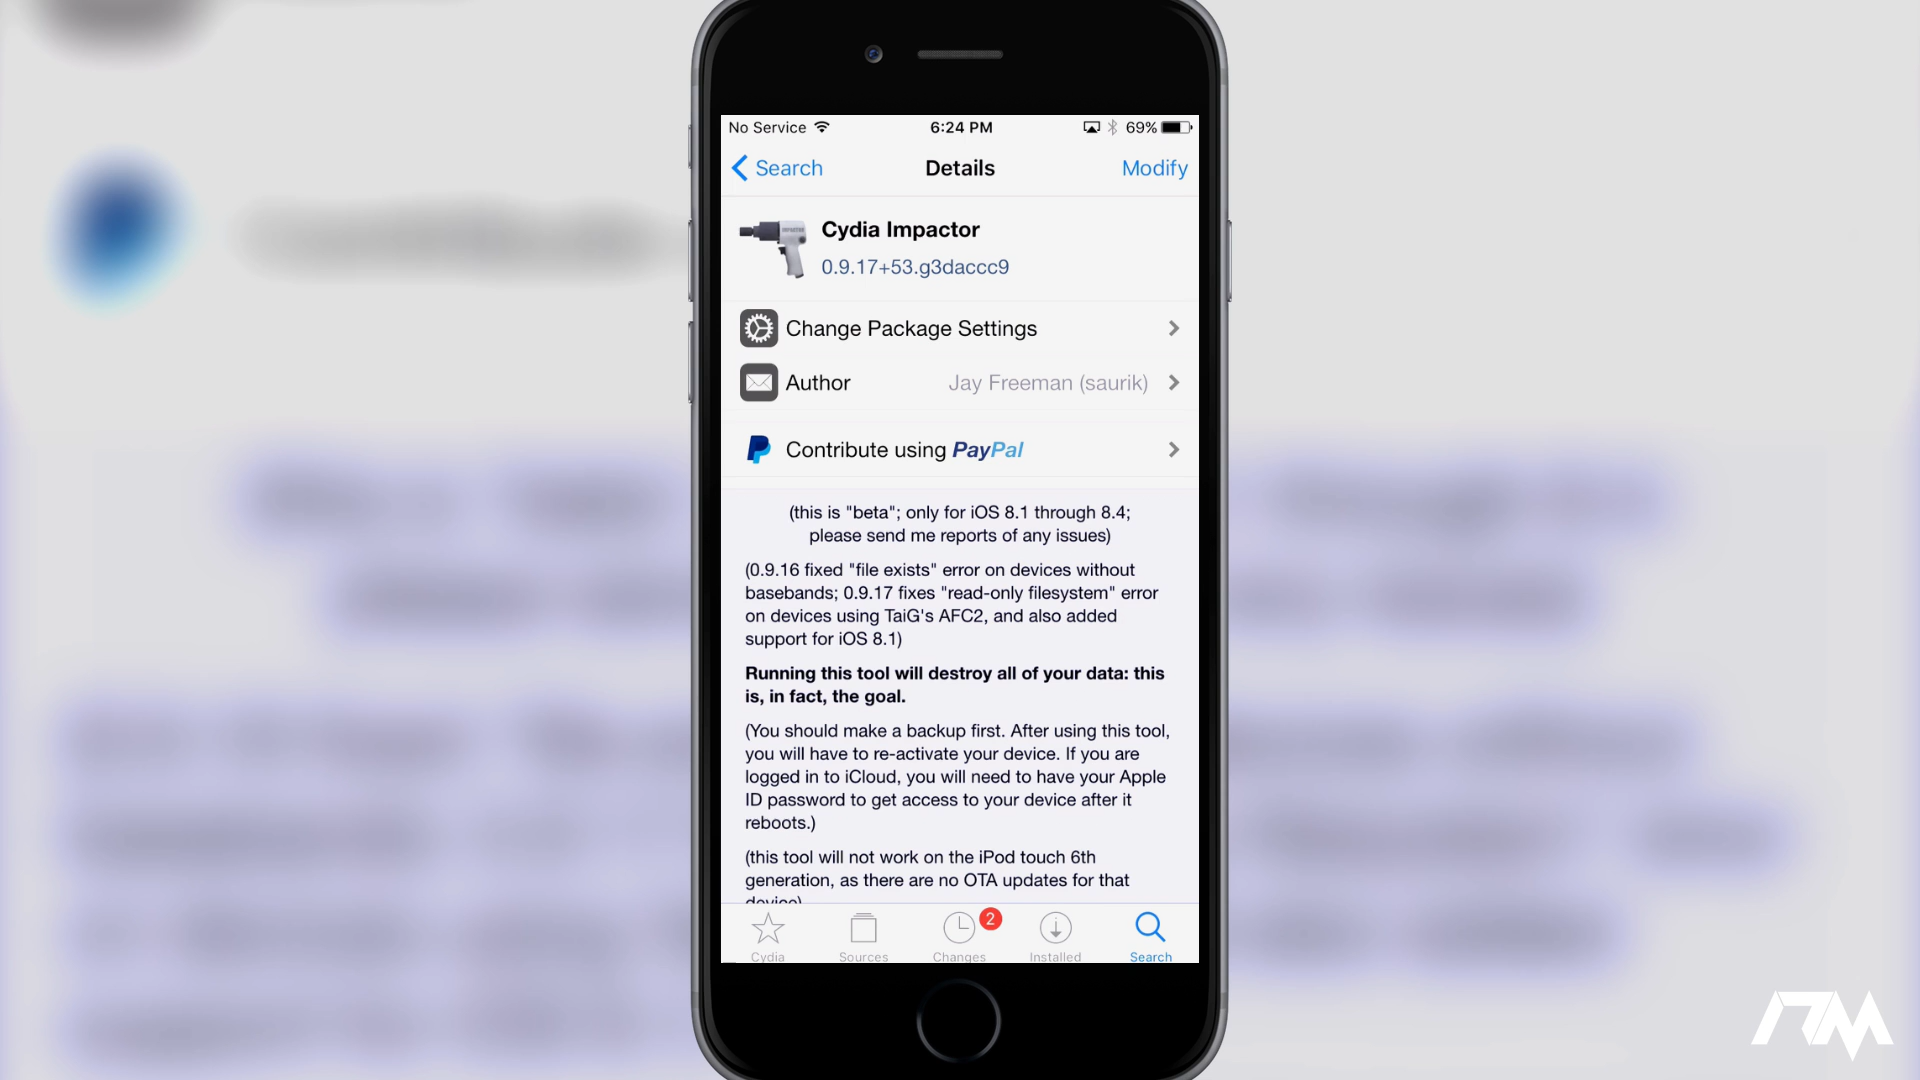 No Service 6:24 PM 69%
Search Details Modify
IMPACTOR
Cydia Impactor
0.9.17+53.g3daccc9
Change Package Settings
Author Jay Freeman (saurik)
Contribute using PayPal
(this is "beta"; only for iOS 8.1 through 8.4;
please send me reports of any issues)
(0.9.16 fixed "file exists" error on devices without
basebands; 0.9.17 fixes "read-only filesystem" error
on devices using TaiG's AFC2, and also added
support for iOS 8.1)
Running this tool will destroy all of your data: this
is, in fact, the goal.
(You should make a backup first. After using this tool,
you will have to re-activate your device. If you are
logged in to iCloud, you will need to have your Apple
ID password to get access to your device after it
reboots.)
(this tool will not work on the iPod touch 6th
generation, as there are no OTA updates for that
device)
2
Cydia Sources Changes Installed Search